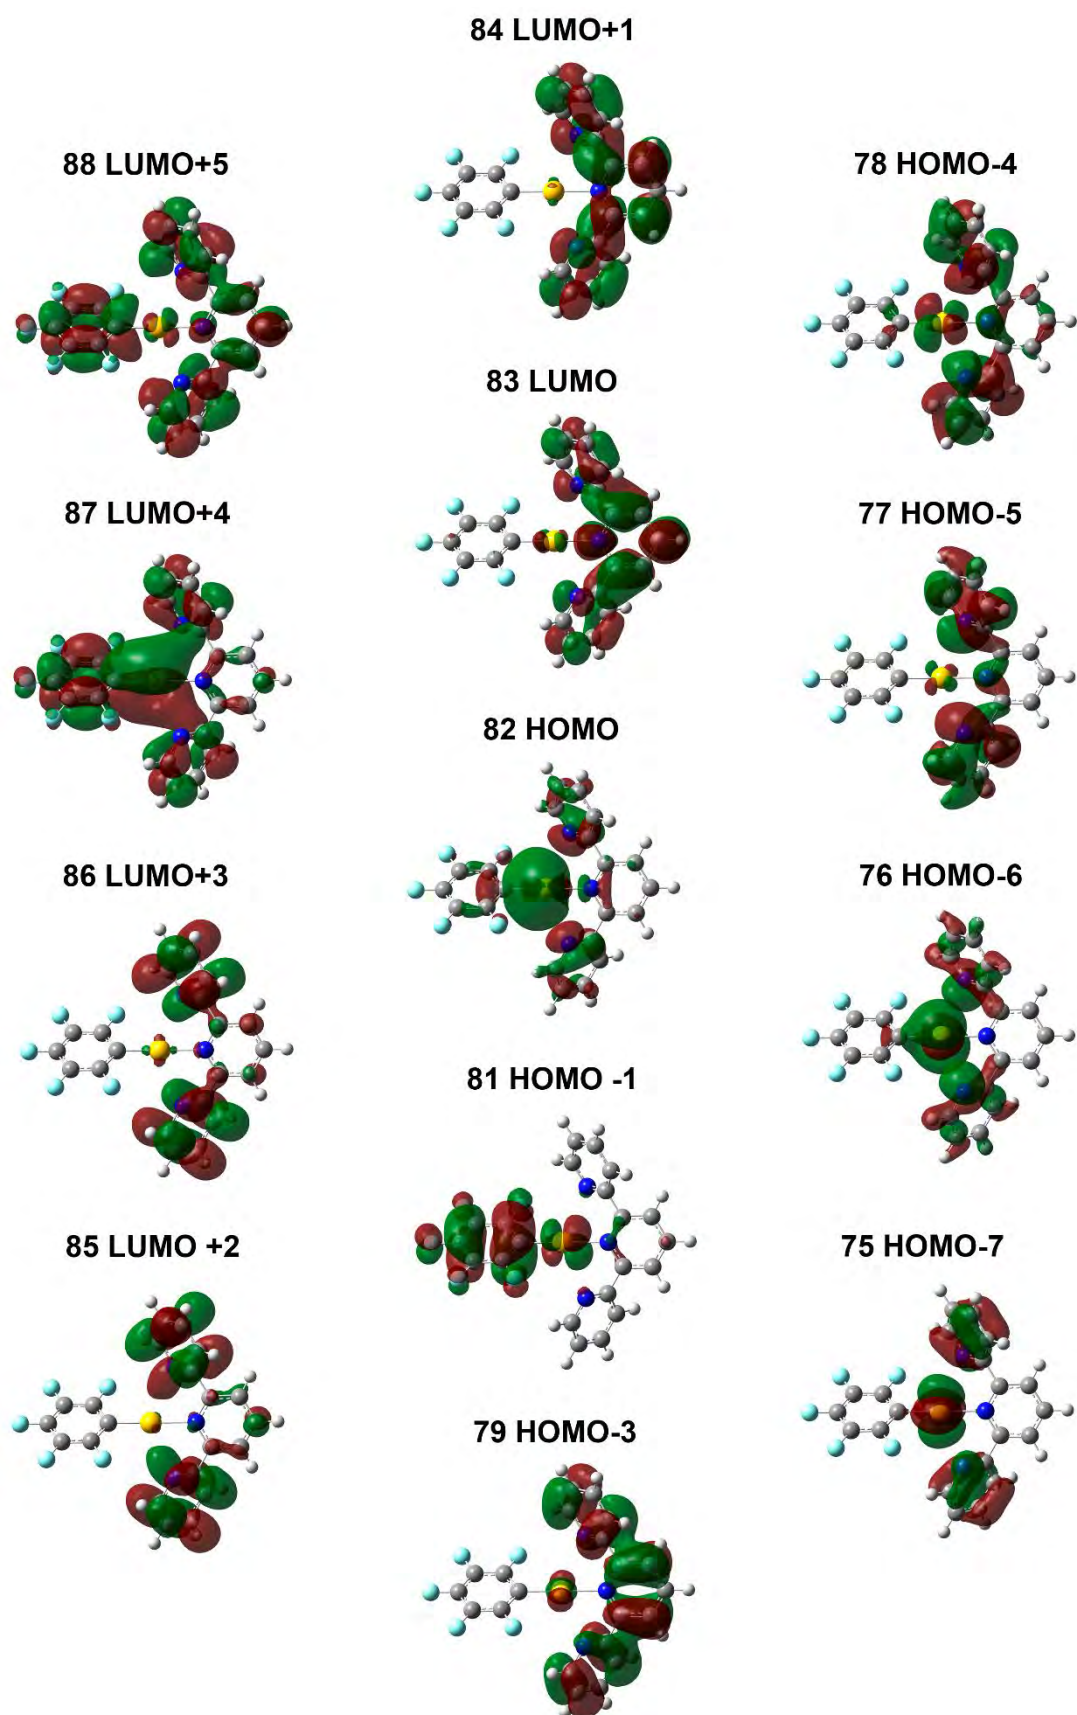 84 LUMO+1
88 LUMO+5
78 HOMO-4
83 LUMO
87 LUMO+4
77 HOMO-5
82 HOMO
86 LUMO+3
76 HOMO-6
81 HOMO -1
85 LUMO +2
75 HOMO-7
79 HOMO-3